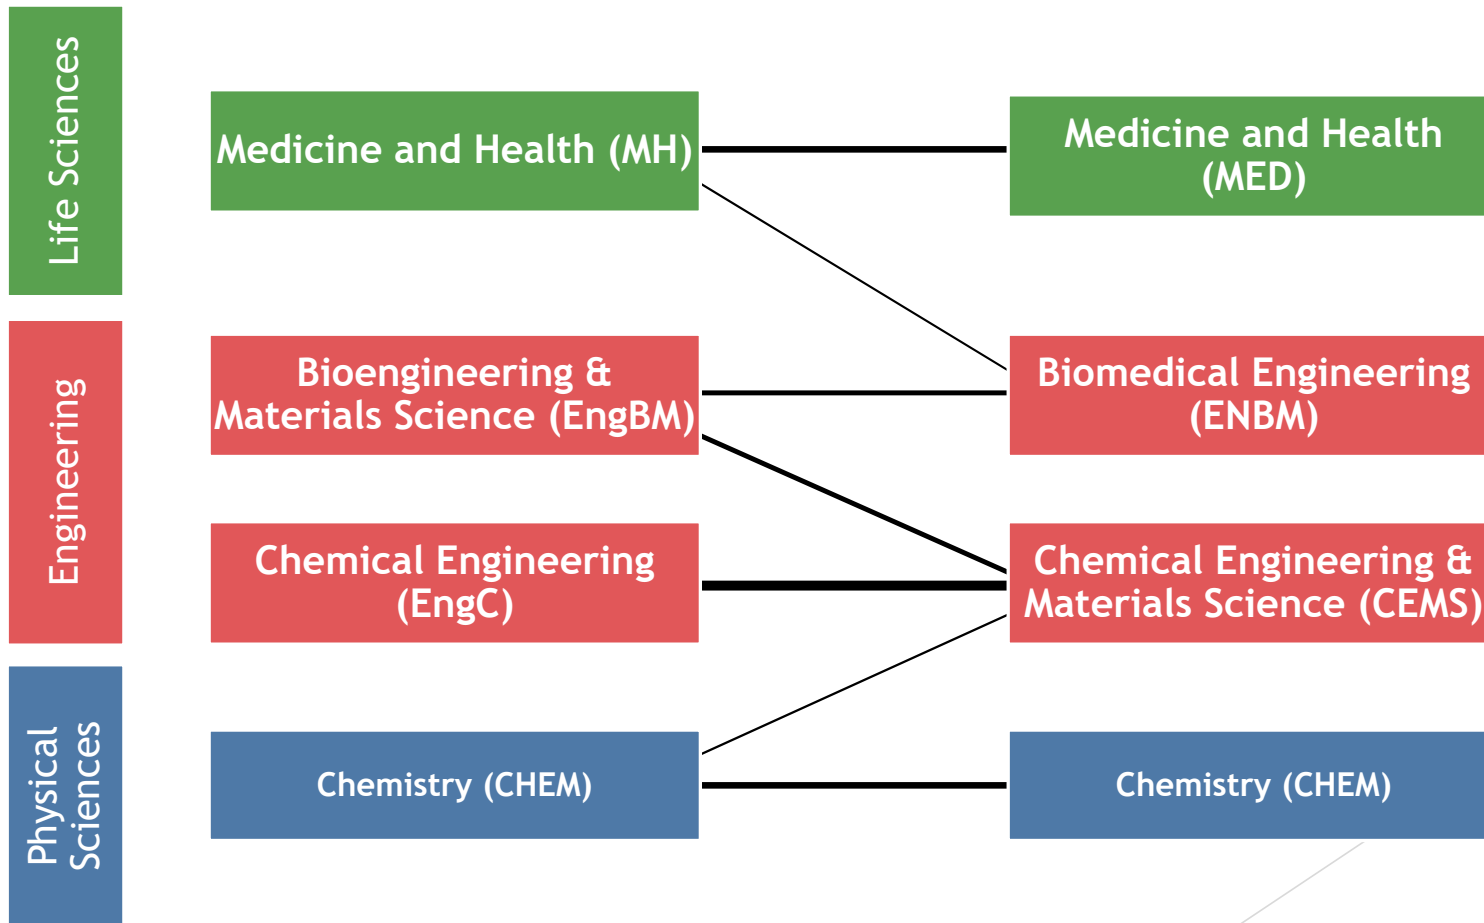 Life Sciences
Medicine and Health (MH)
Medicine and Health
(MED)
Engineering
Bioengineering &
Materials Science (EngBM)
Biomedical Engineering
(ENBM)
Chemical Engineering
(EngC)
Chemical Engineering &
Materials Science (CEMS)
Physical
Sciences
Chemistry (CHEM)
Chemistry (CHEM)